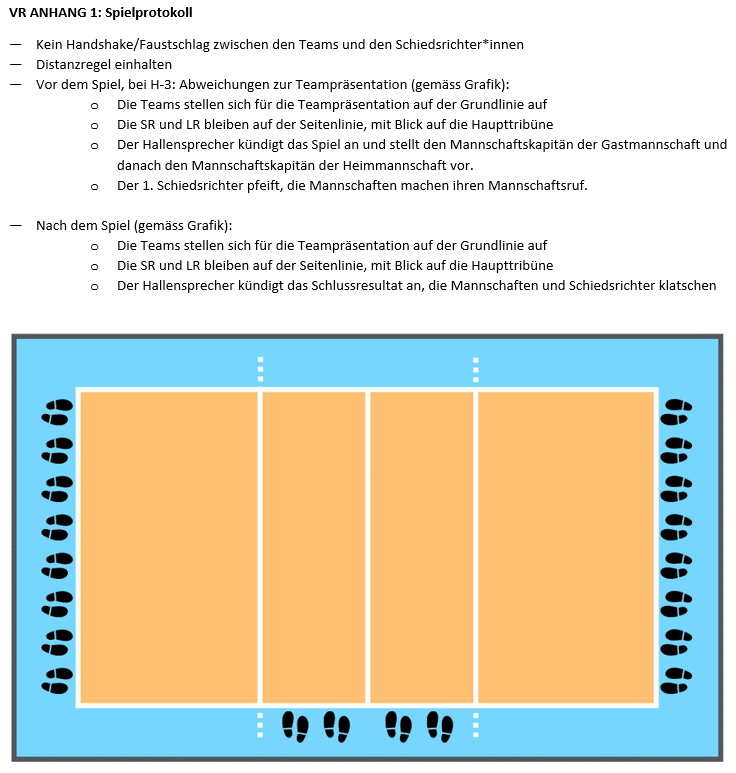 VR ANHANG 1: Spielprotokoll
— Kein Handshake/Faustschlag zwischen den Teams und den Schiedsrichter*innen
— Distanzregel einhalten
— Vor dem Spiel, bei H-3: Abweichungen zur Teampräsentation (gemäss Grafik):
o Die Teams stellen sich für die Teampräsentation auf der Grundlinie auf
o Die SR und LR bleiben auf der Seitenlinie, mit Blick auf die Haupttribüne
o Der Hallensprecher kündigt das Spiel an und stellt den Mannschaftskapitän der Gastmannschaft und
danach den Mannschaftskapitän der Heimmannschaft vor.
o Der 1. Schiedsrichter pfeift, die Mannschaften machen ihren Mannschaftsruf.
— Nach dem Spiel (gemäss Grafik):
o Die Teams stellen sich für die Teampräsentation auf der Grundlinie auf
o Die SR und LR bleiben auf der Seitenlinie, mit Blick auf die Haupttribüne
o Der Hallensprecher kündigt das Schlussresultat an, die Mannschaften und Schiedsrichter klatschen